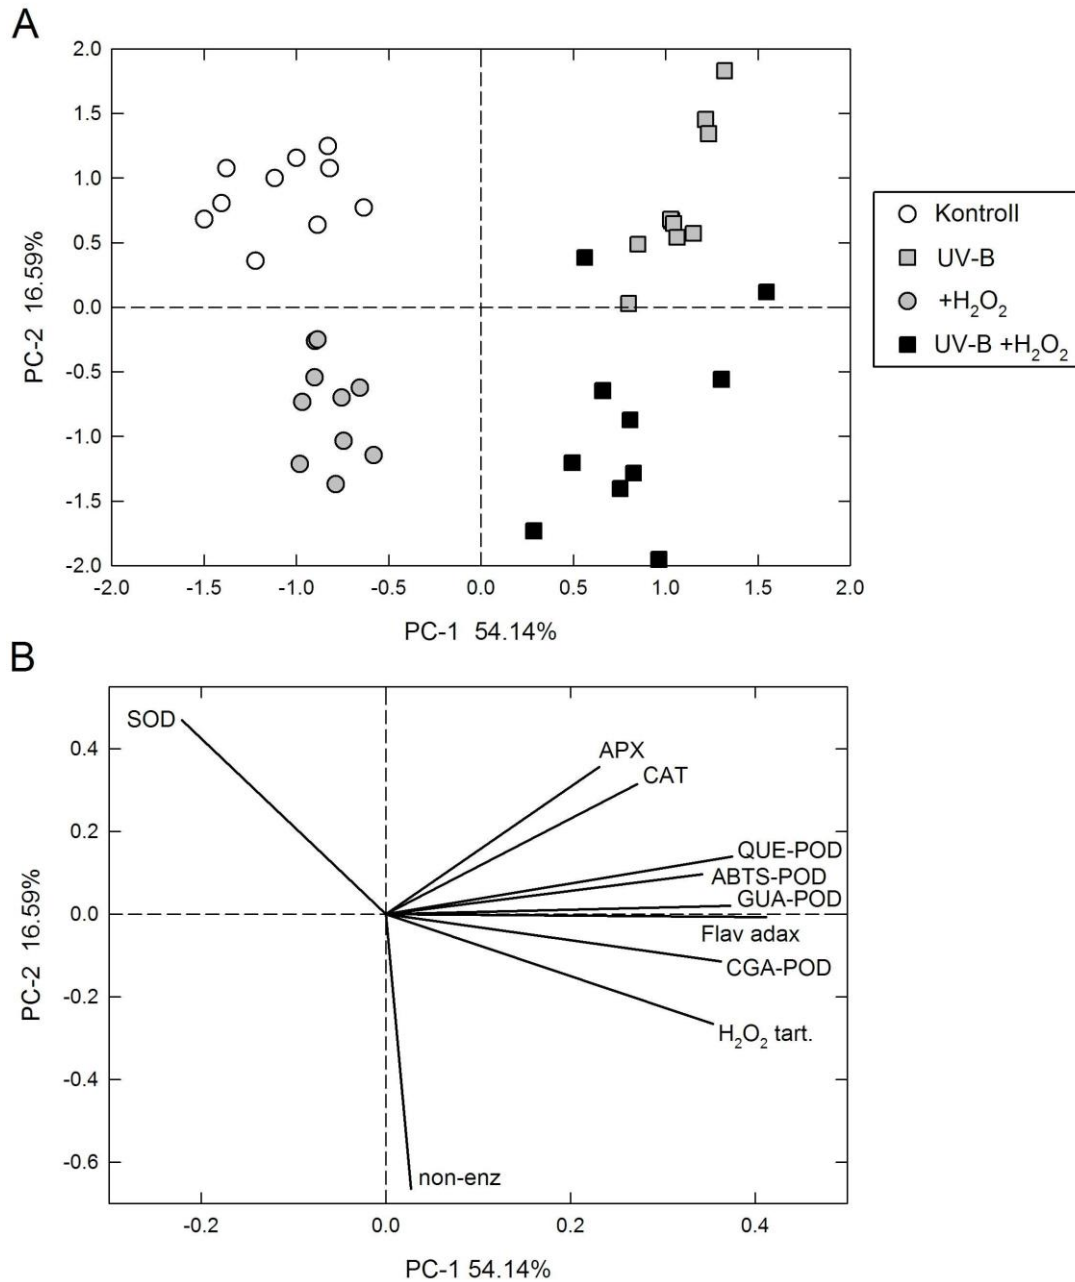 A
2.0
1.5
1.0
0.5
0.0
-0.5
-1.0
-1.5
-2.0
PC-2 16.59%
-2.0 -1.5 -1.0 -0.5 0.0 0.5 1.0 1.5 2.0
PC-1 54.14%
Kontroll
UV-B
+H₂O₂
UV-B +H₂O₂
B
0.4
0.2
0.0
-0.2
-0.4
-0.6
PC-2 16.59%
SOD
APX
CAT
QUE-POD
ABTS-POD
GUA-POD
Flav adax
CGA-POD
H₂O₂ tart.
non-enz
-0.2 0.0 0.2 0.4
PC-1 54.14%